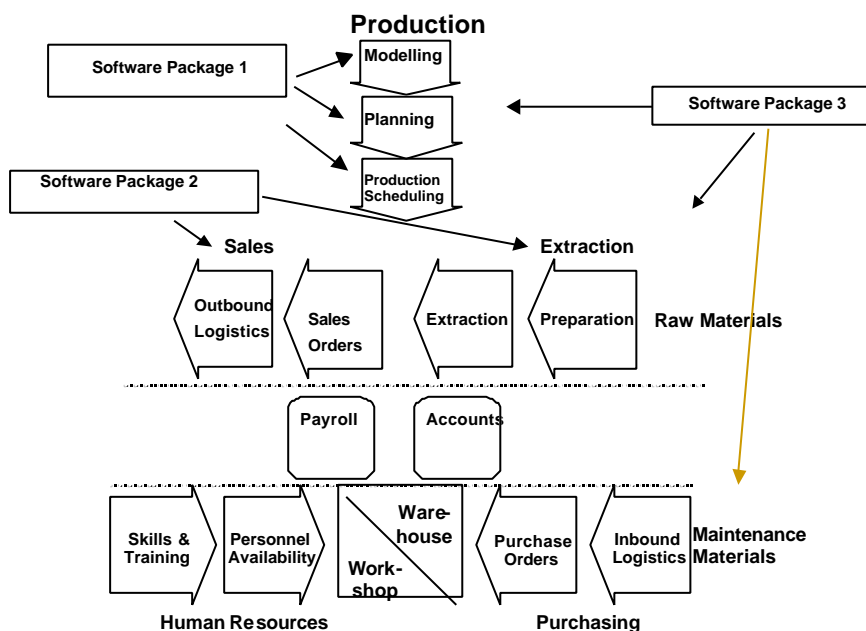 Production
Software Package 1
Modelling
Software Package 3
Planning
Software Package 2
Production
Scheduling
Sales
Extraction
Outbound
Logistics
Sales
Orders
Extraction
Preparation
Raw Materials
Payroll
Accounts
Skills &
Training
Personnel
Availability
Ware-
house
Work-
shop
Purchase
Orders
Inbound
Logistics
Maintenance
Materials
Human Resources
Purchasing